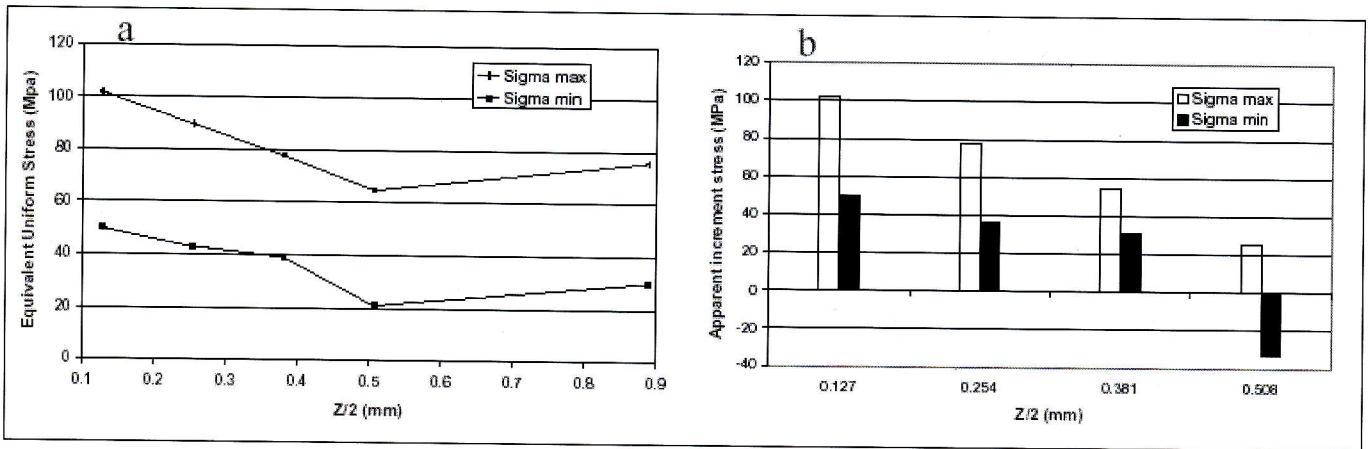 a
Equivalent Uniform Stress (Mpa)
120
100
80
60
40
20
0
0.1 0.2 0.3 0.4 0.5 0.6 0.7 0.8 0.9
Z/2 (mm)
Sigma max
Sigma min
b
Apparent increment stress (MPa)
120
100
80
60
40
20
0
-20
-40
0.127 0.254 0.381 0.508
Z/2 (mm)
Sigma max
Sigma min